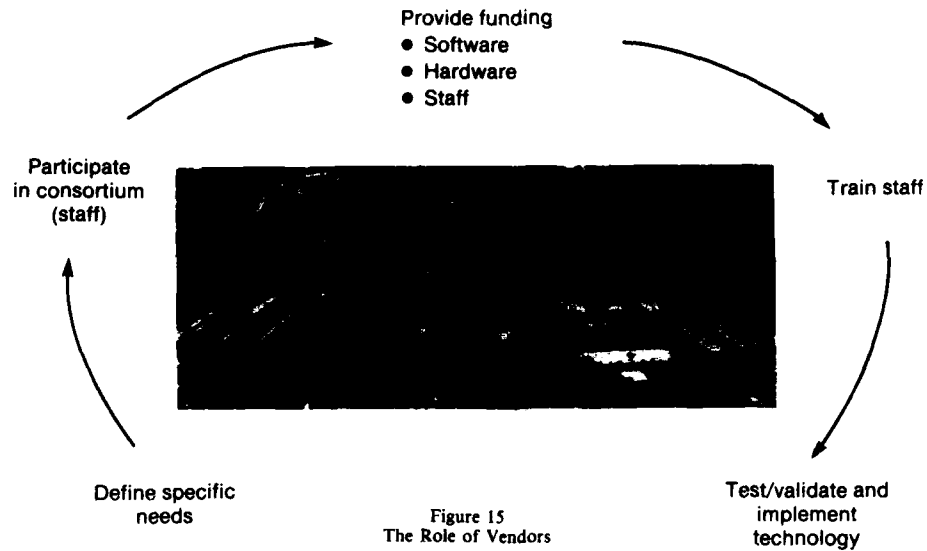 Provide funding
● Software
● Hardware
● Staff
Participate
in consortium
(staff)
Train staff
Define specific
needs
Test/validate and
implement
technology
Figure 15
The Role of Vendors